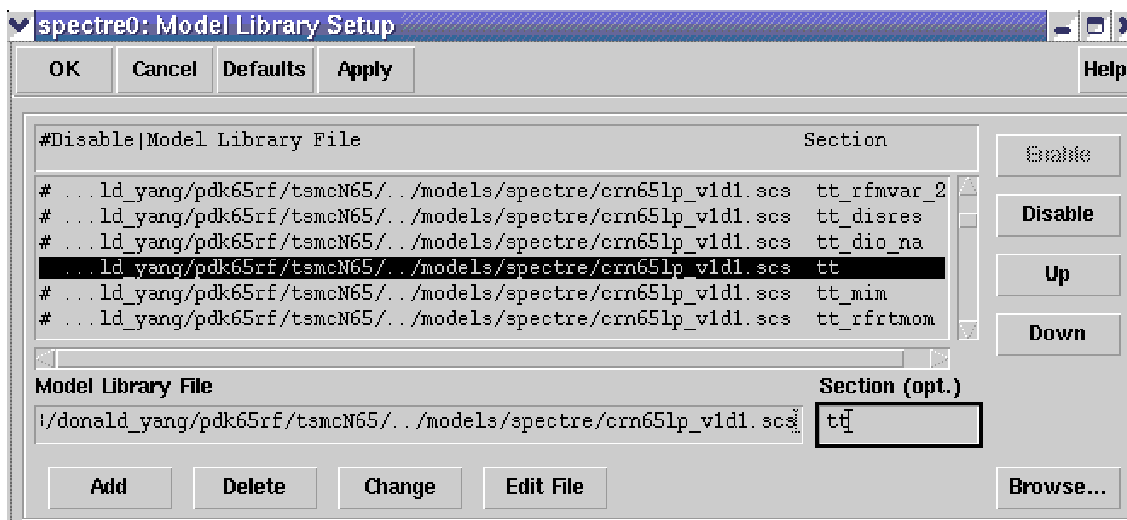 spectre0: Model Library Setup
OK Cancel Defaults Apply Help
#Disable|Model Library File Section
# ...ld_yang/pdk65rf/tsmcN65/../models/spectre/crn65lp_v1d1.scs tt_rfmvar_2
# ...ld_yang/pdk65rf/tsmcN65/../models/spectre/crn65lp_v1d1.scs tt_disres
# ...ld_yang/pdk65rf/tsmcN65/../models/spectre/crn65lp_v1d1.scs tt_dio_na
...ld_yang/pdk65rf/tsmcN65/../models/spectre/crn65lp_v1d1.scs tt
# ...ld_yang/pdk65rf/tsmcN65/../models/spectre/crn65lp_v1d1.scs tt_mim
# ...ld_yang/pdk65rf/tsmcN65/../models/spectre/crn65lp_v1d1.scs tt_rfrtmom
Enable
Disable
Up
Down
Model Library File Section (opt.)
/donald_yang/pdk65rf/tsmcN65/../models/spectre/crn65lp_v1d1.scs tt
Add Delete Change Edit File Browse...